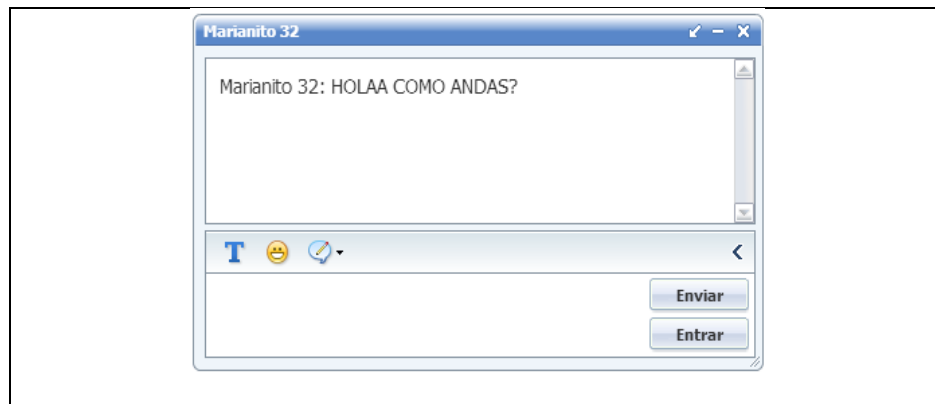 Marianito 32
Marianito 32: HOLAA COMO ANDAS?
T
Enviar
Entrar